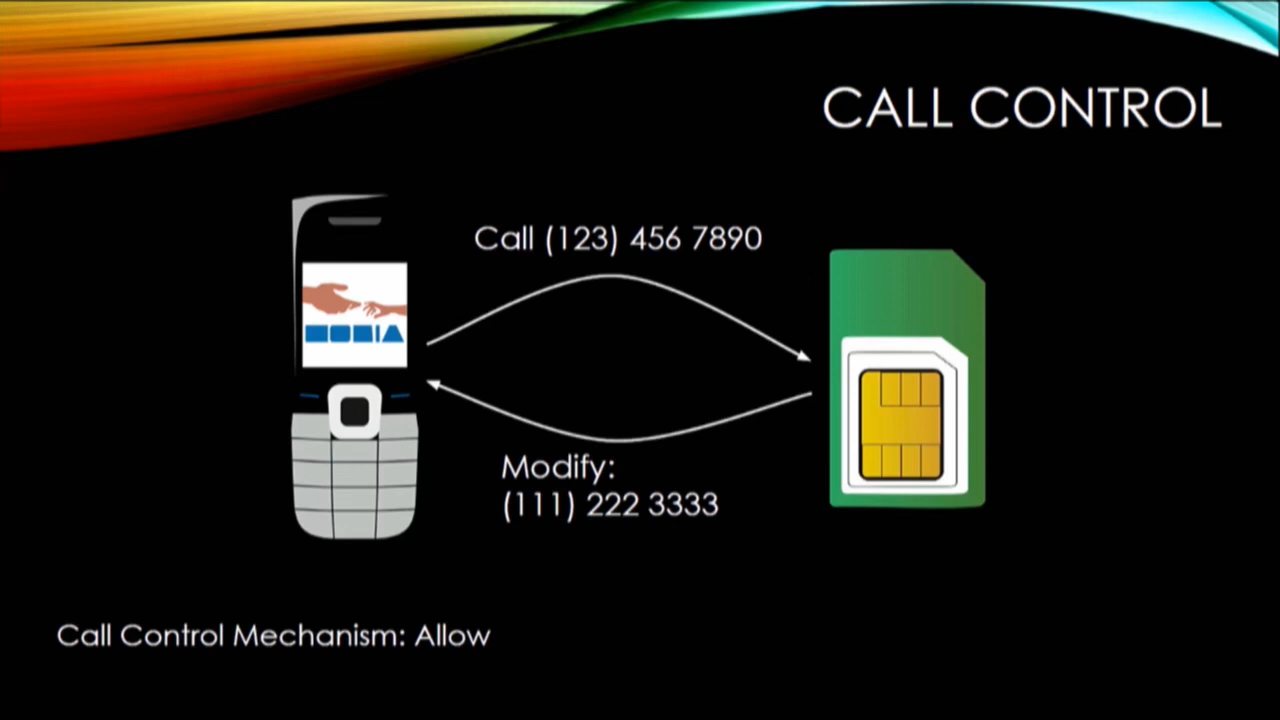 CALL CONTROL
Call (123) 456 7890
Modify:
(111) 222 3333
Call Control Mechanism: Allow